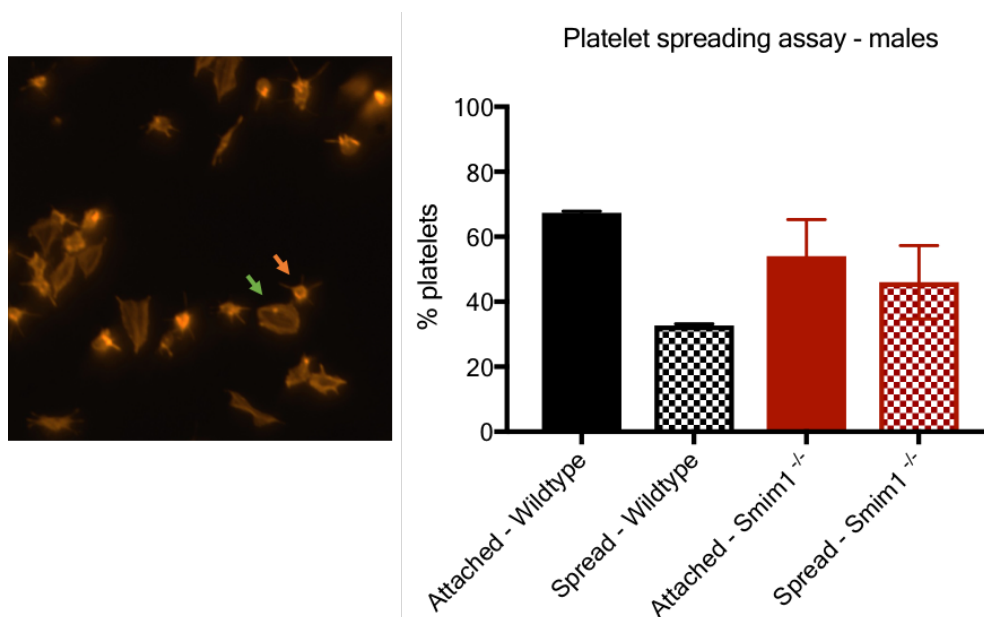 Platelet spreading assay - males
% platelets
100
80
60
40
20
0
Attached - Wildtype
Spread - Wildtype
Attached - Smim1 -/-
Spread - Smim1 -/-